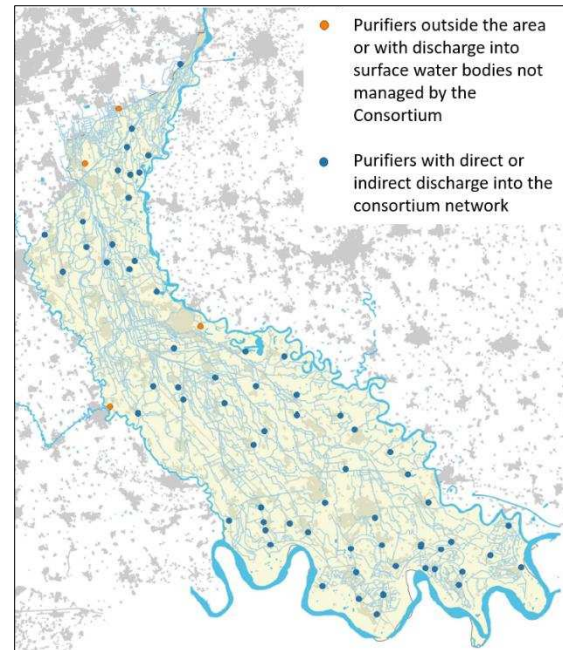 Purifiers outside the area
or with discharge into
surface water bodies not
managed by the
Consortium
Purifiers with direct or
indirect discharge into the
consortium network